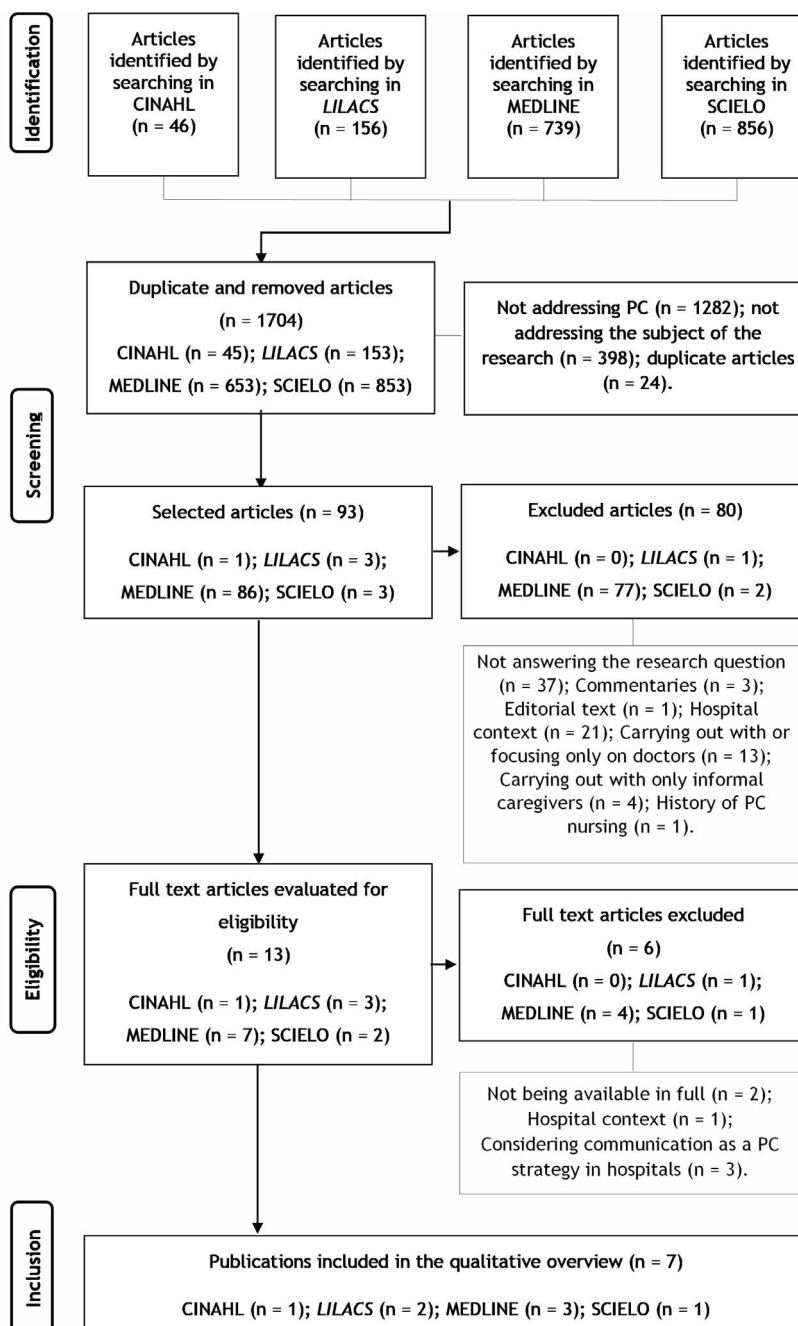 Identification
Articles
identified by
searching in
CINAHL
(n = 46)
Articles
identified by
searching in
LILACS
(n = 156)
Articles
identified by
searching in
MEDLINE
(n = 739)
Articles
identified by
searching in
SCIELO
(n = 856)
Screening
Duplicate and removed articles
(n = 1704)
CINAHL (n = 45); LILACS (n = 153);
MEDLINE (n = 653); SCIELO (n = 853)
Not addressing PC (n = 1282); not
addressing the subject of the
research (n = 398); duplicate articles
(n = 24).
Selected articles (n = 93)
CINAHL (n = 1); LILACS (n = 3);
MEDLINE (n = 86); SCIELO (n = 3)
Excluded articles (n = 80)
CINAHL (n = 0); LILACS (n = 1);
MEDLINE (n = 77); SCIELO (n = 2)
Not answering the research question
(n = 37); Commentaries (n = 3);
Editorial text (n = 1); Hospital
context (n = 21); Carrying out with or
focusing only on doctors (n = 13);
Carrying out with only informal
caregivers (n = 4); History of PC
nursing (n = 1).
Eligibility
Full text articles evaluated for
eligibility
(n = 13)
CINAHL (n = 1); LILACS (n = 3);
MEDLINE (n = 7); SCIELO (n = 2)
Full text articles excluded
(n = 6)
CINAHL (n = 0); LILACS (n = 1);
MEDLINE (n = 4); SCIELO (n = 1)
Not being available in full (n = 2);
Hospital context (n = 1);
Considering communication as a PC
strategy in hospitals (n = 3).
Inclusion
Publications included in the qualitative overview (n = 7)
CINAHL (n = 1); LILACS (n = 2); MEDLINE (n = 3); SCIELO (n = 1)